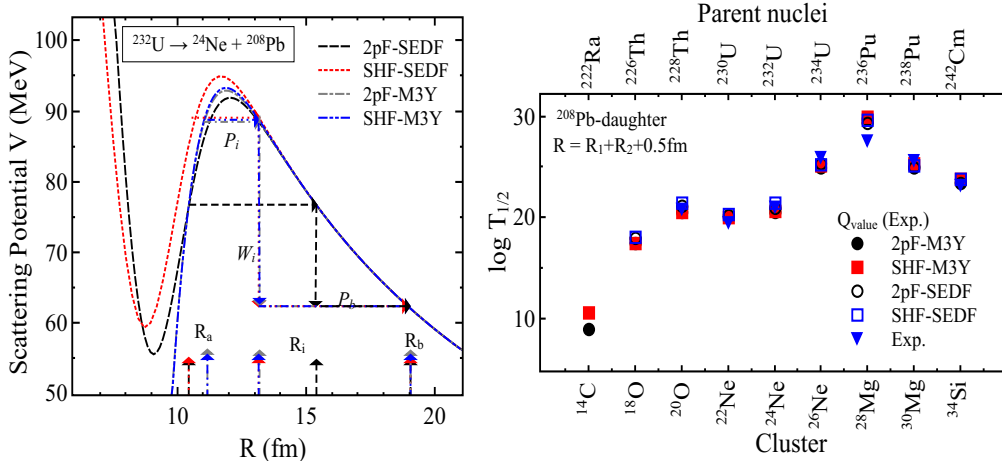 Scattering Potential V (MeV)
100
90
80
70
60
50
²³²U → ²⁴Ne + ²⁰⁸Pb
2pF-SEDF
SHF-SEDF
2pF-M3Y
SHF-M3Y
P_i
W_i
P_b
R_a
R_i
R_b
10
15
20
R (fm)
Parent nuclei
²²²Ra
²²⁶Th
²²⁸Th
²³⁰U
²³²U
²³⁴U
²³⁶Pu
²³⁸Pu
²⁴²Cm
log T_1/2
30
20
10
²⁰⁸Pb-daughter
R = R₁+R₂+0.5fm
Q_value (Exp.)
2pF-M3Y
SHF-M3Y
2pF-SEDF
SHF-SEDF
Exp.
¹⁴C
¹⁸O
²⁰O
²²Ne
²⁴Ne
²⁶Ne
²⁸Mg
³⁰Mg
³⁴Si
Cluster